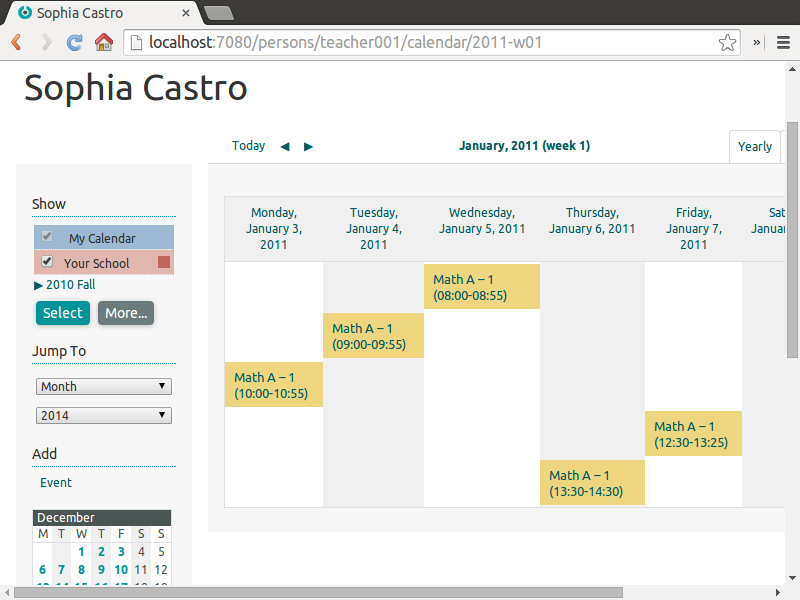 Sophia Castro
localhost:7080/persons/teacher001/calendar/2011-w01
»
Sophia Castro
Today ◀ ▶ January, 2011 (week 1) Yearly
Show
My Calendar
Your School
▶ 2010 Fall
Select More...
Jump To
Month ▼
2014 ▼
Add
Event
December
M T W T F S S
1 2 3 4 5
6 7 8 9 10 11 12
Monday,
January 3,
2011
Tuesday,
January 4,
2011
Wednesday,
January 5, 2011
Thursday,
January 6, 2011
Friday,
January 7,
2011
Math A – 1
(08:00-08:55)
Math A – 1
(09:00-09:55)
Math A – 1
(10:00-10:55)
Math A – 1
(12:30-13:25)
Math A – 1
(13:30-14:30)